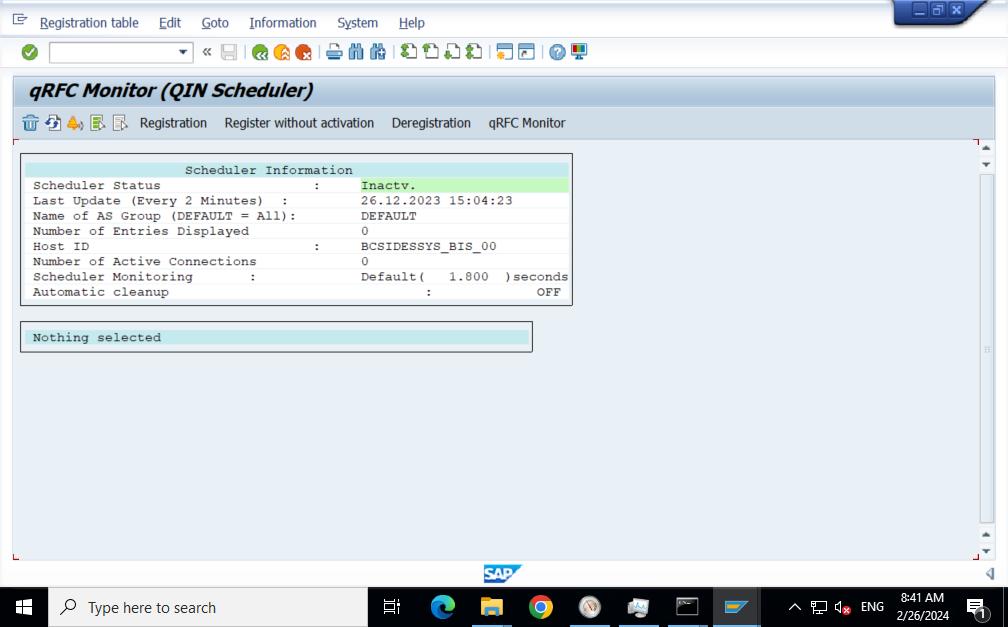 Registration table Edit Goto Information System Help
qRFC Monitor (QIN Scheduler)
Registration Register without activation Deregistration qRFC Monitor
Scheduler Information
Scheduler Status : Inactv.
Last Update (Every 2 Minutes) : 26.12.2023 15:04:23
Name of AS Group (DEFAULT = All): DEFAULT
Number of Entries Displayed 0
Host ID : BCSIDESSYS_BIS_00
Number of Active Connections 0
Scheduler Monitoring : Default( 1.800 )seconds
Automatic cleanup : OFF
Nothing selected
SAP
Type here to search
ENG
8:41 AM
2/26/2024
1